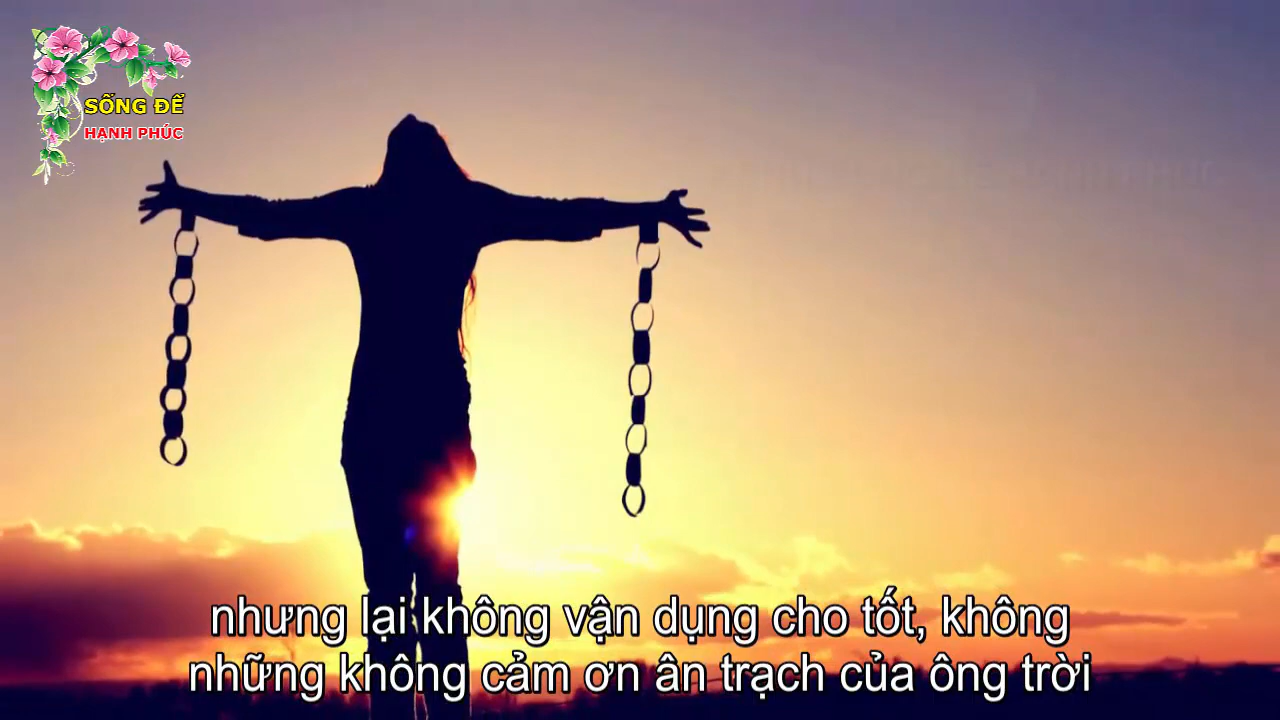 SỐNG ĐỂ
HẠNH PHÚC
nhưng lại không vận dụng cho tốt, không
những không cảm ơn ân trạch của ông trời